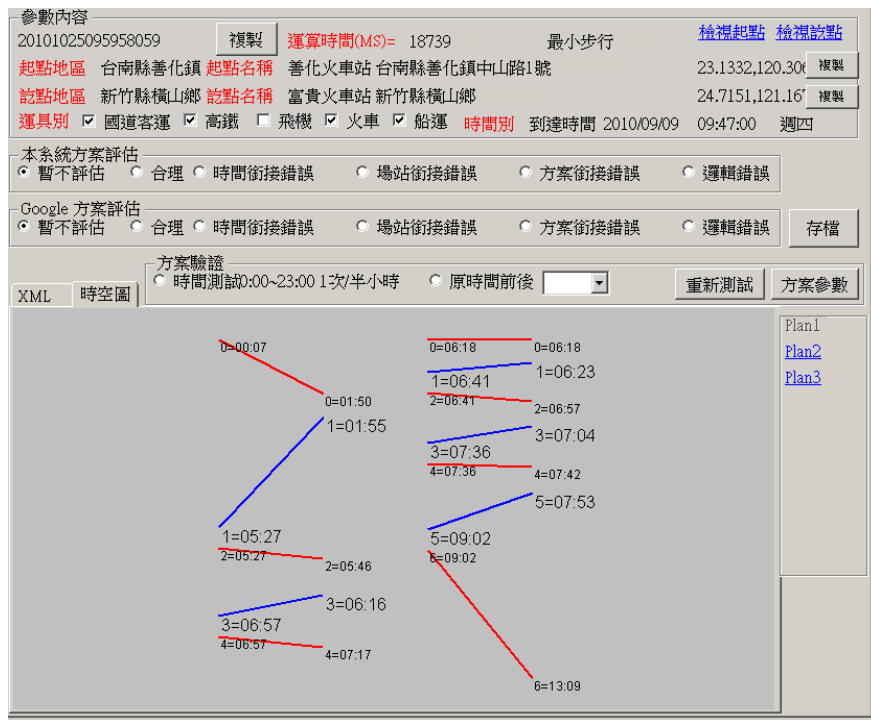 參數內容
20101025095958059 複製 運算時間(MS)= 18739 最小步行 檢視起點 檢視訖點
起點地區 台南縣善化鎮 起點名稱 善化火車站 台南縣善化鎮中山路1號 23.1332,120.306 複製
訖點地區 新竹縣橫山鄉 訖點名稱 富貴火車站 新竹縣橫山鄉 24.7151,121.167 複製
運具別 國道客運 高鐵 飛機 火車 船運 時間別 到達時間 2010/09/09 09:47:00 週四
本系統方案評估
暫不評估 合理 時間銜接錯誤 場站銜接錯誤 方案銜接錯誤 邏輯錯誤
Google 方案評估
暫不評估 合理 時間銜接錯誤 場站銜接錯誤 方案銜接錯誤 邏輯錯誤 存檔
方案驗證
XML 時空圖 時間測試0:00~23:00 1次/半小時 原時間前後 重新測試 方案參數
Plan1
Plan2
Plan3
0=00:07 0=06:18 0=06:18
1=06:41 1=06:23
0=01:50 2=06:41 2=06:57
1=01:55 3=07:04
3=07:36
4=07:36 4=07:42
5=07:53
1=05:27 5=09:02
2=05:27 6=09:02
2=05:46
3=06:16
3=06:57
4=06:57
4=07:17
6=13:09